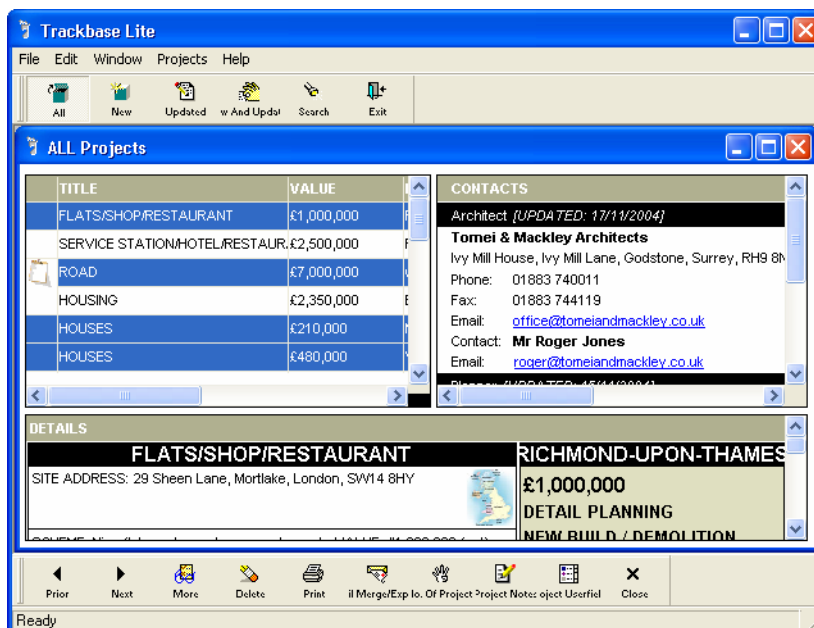 Trackbase Lite
File Edit Window Projects Help
All New Updated w And Updat Search Exit
ALL Projects
TITLE VALUE
FLATS/SHOP/RESTAURANT £1,000,000
SERVICE STATION/HOTEL/RESTAUR. £2,500,000
ROAD £7,000,000
HOUSING £2,350,000
HOUSES £210,000
HOUSES £480,000
CONTACTS
Architect [UPDATED: 17/11/2004]
Tomei & Mackley Architects
Ivy Mill House, Ivy Mill Lane, Godstone, Surrey, RH9 8N
Phone: 01883 740011
Fax: 01883 744119
Email: office@tomeiandmackley.co.uk
Contact: Mr Roger Jones
Email: roger@tomeiandmackley.co.uk
Planner [UPDATED: 15/11/2004]
DETAILS
FLATS/SHOP/RESTAURANT RICHMOND-UPON-THAMES
SITE ADDRESS: 29 Sheen Lane, Mortlake, London, SW14 8HY
£1,000,000
DETAIL PLANNING
NEW BUILD / DEMOLITION
Prior Next More Delete Print il Merge/Exp lo. Of Project Project Notes oject Userfiel Close
Ready